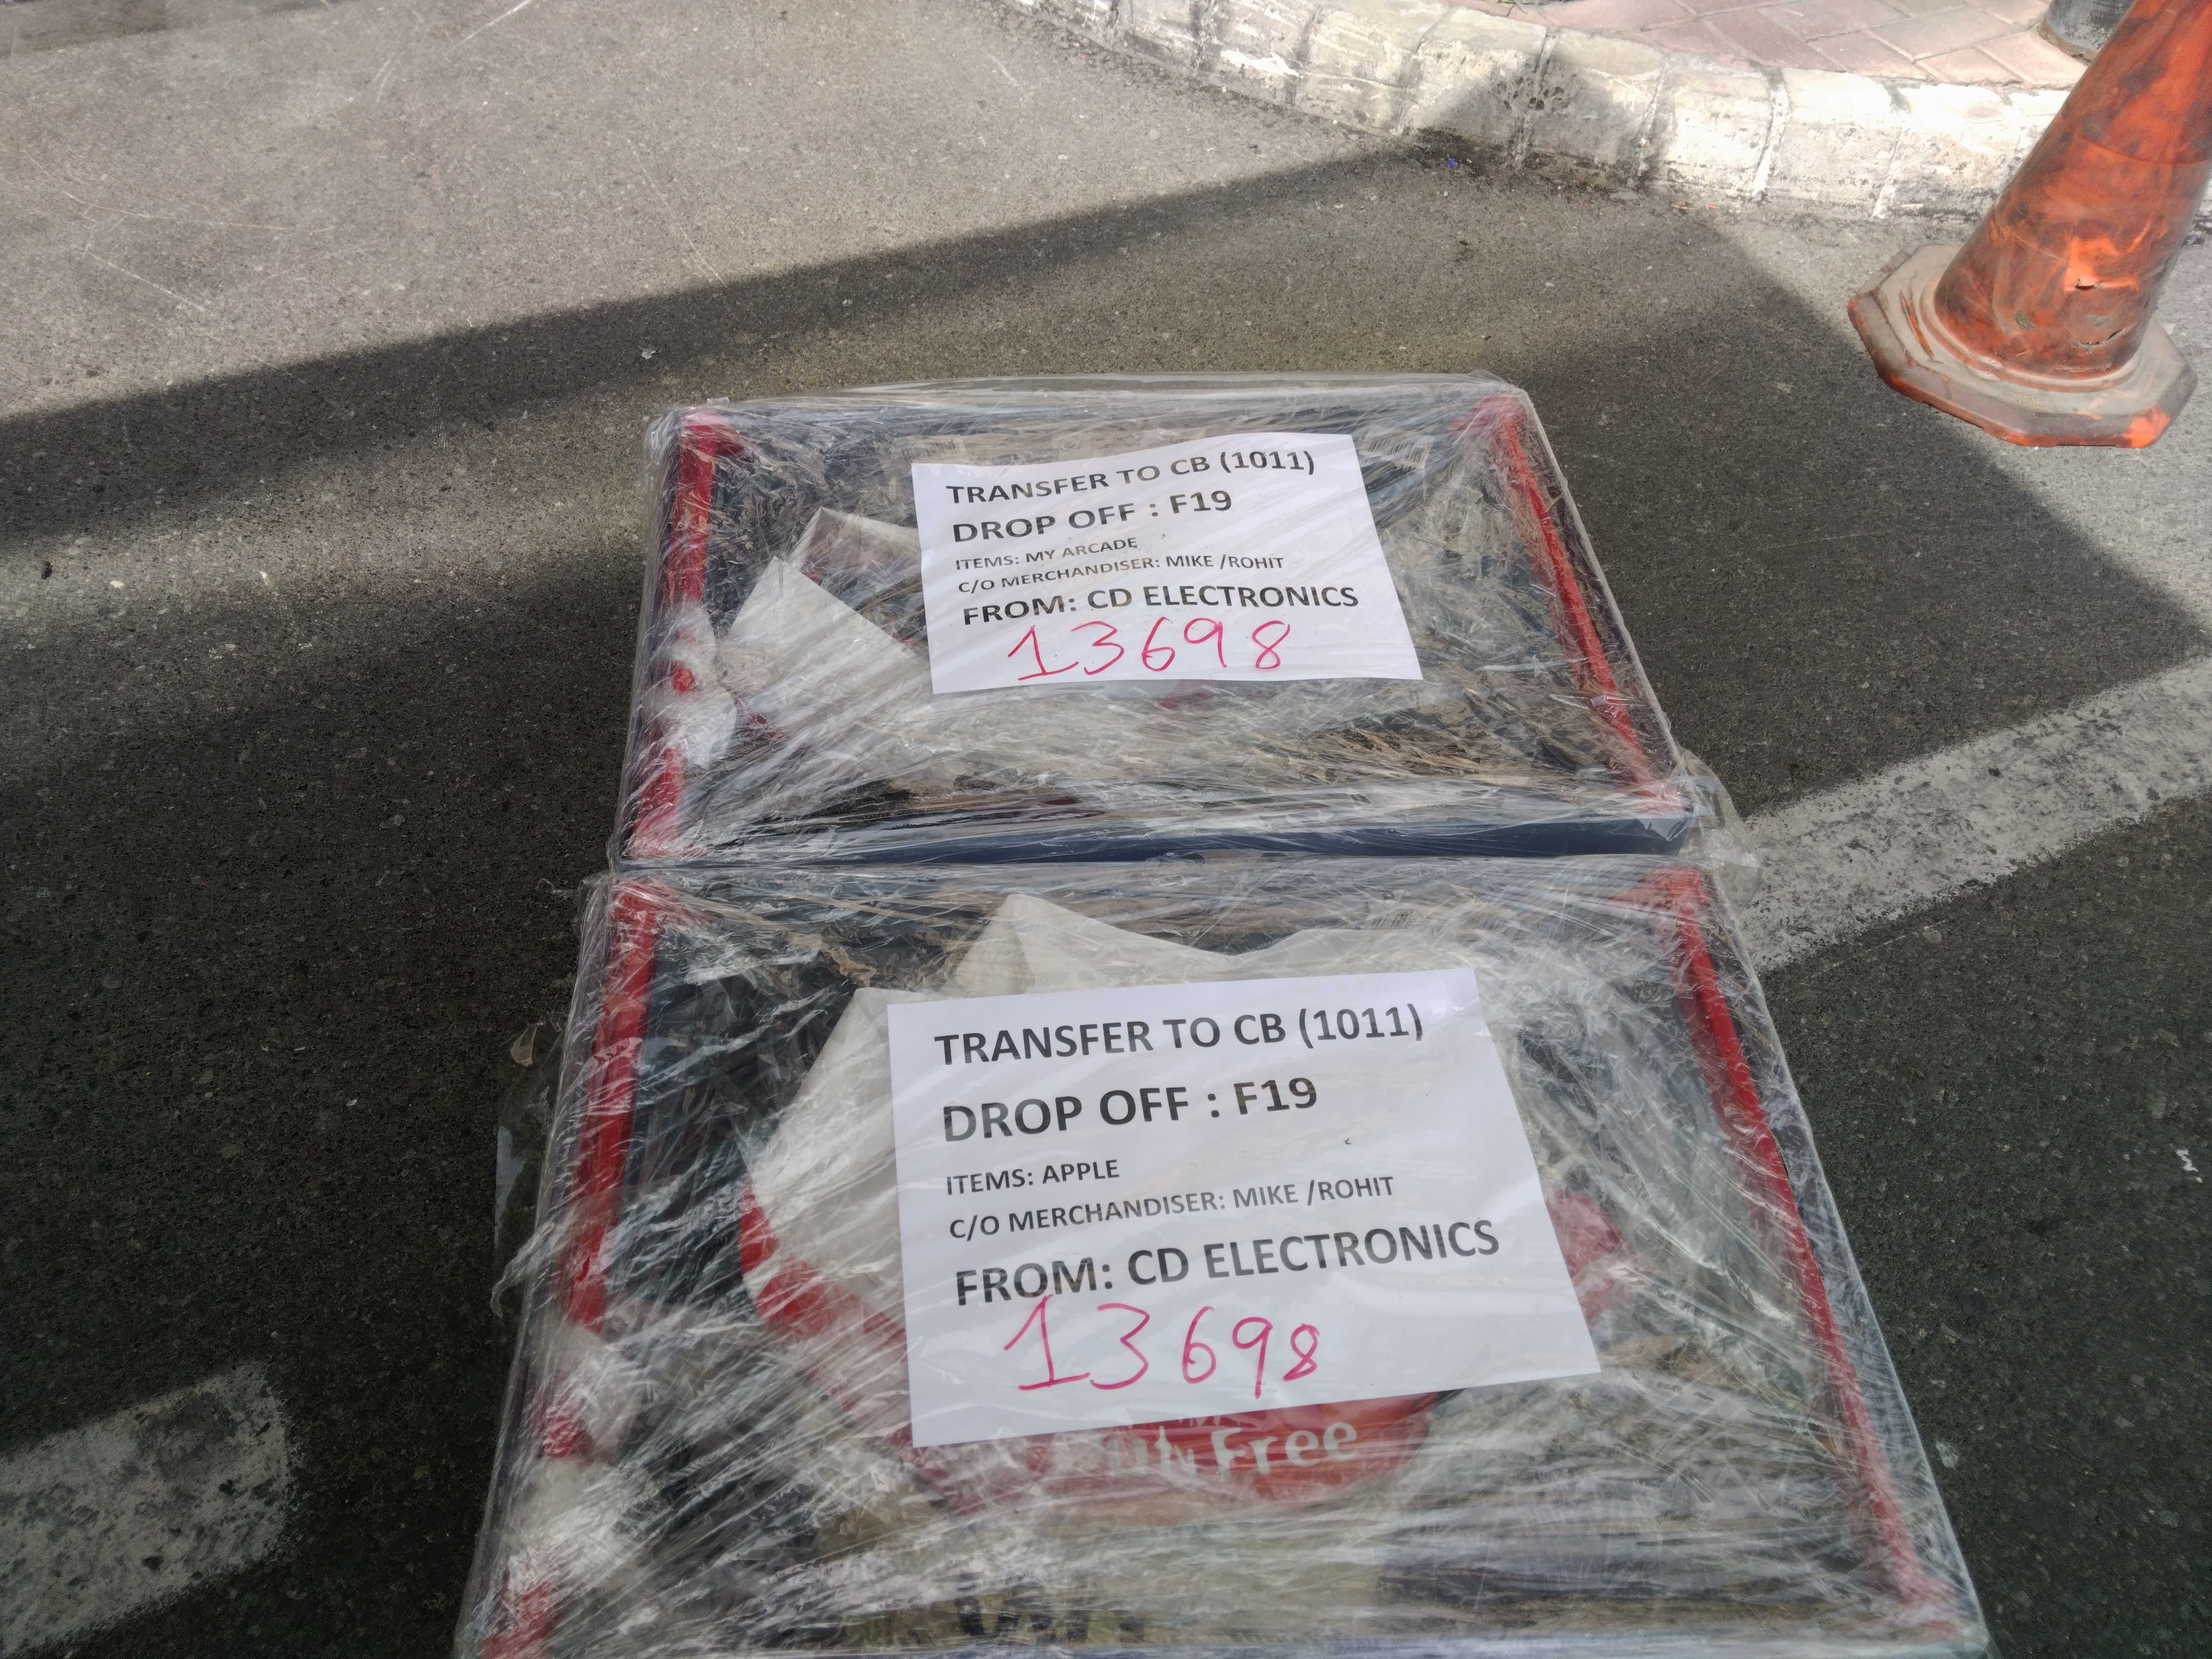 TRANSFER TO CB (1011)
DROP OFF : F19
ITEMS: MY ARCADE
C/O MERCHANDISER: MIKE /ROHIT
FROM: CD ELECTRONICS
13698
TRANSFER TO CB (1011)
DROP OFF : F19
ITEMS: APPLE
C/O MERCHANDISER: MIKE /ROHIT
FROM: CD ELECTRONICS
13698
Free